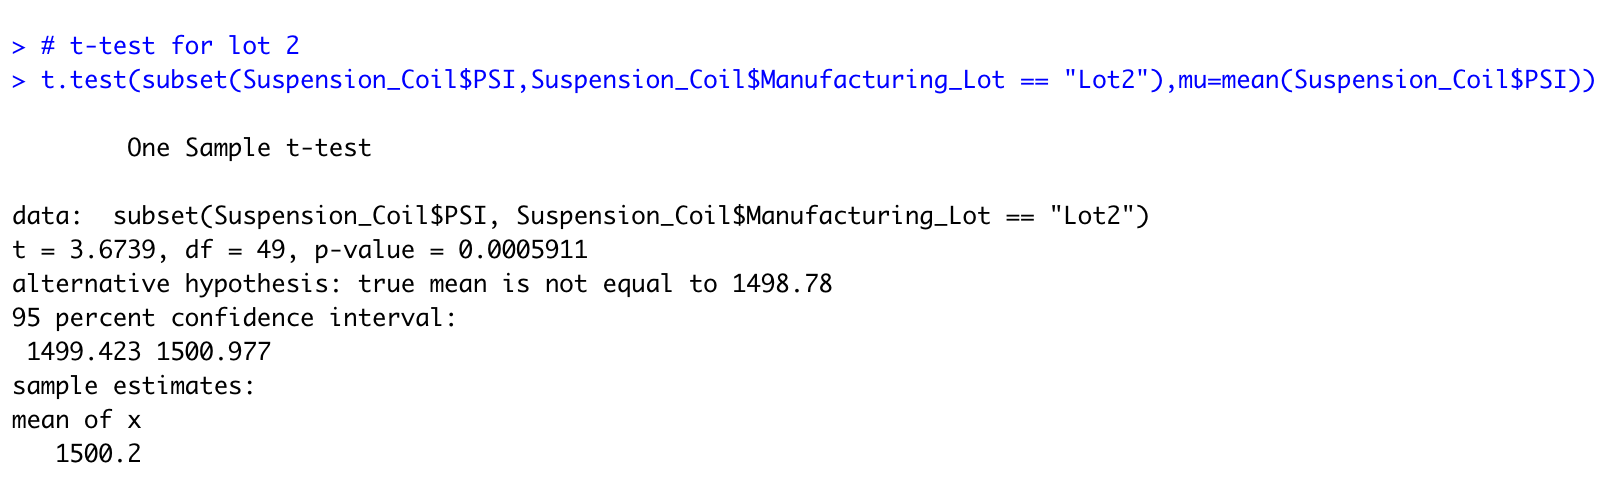 > # t-test for lot 2
> t.test(subset(Suspension_Coil$PSI,Suspension_Coil$Manufacturing_Lot == "Lot2"),mu=mean(Suspension_Coil$PSI))
One Sample t-test
data:  subset(Suspension_Coil$PSI, Suspension_Coil$Manufacturing_Lot == "Lot2")
t = 3.6739, df = 49, p-value = 0.0005911
alternative hypothesis: true mean is not equal to 1498.78
95 percent confidence interval:
1499.423 1500.977
sample estimates:
mean of x
1500.2